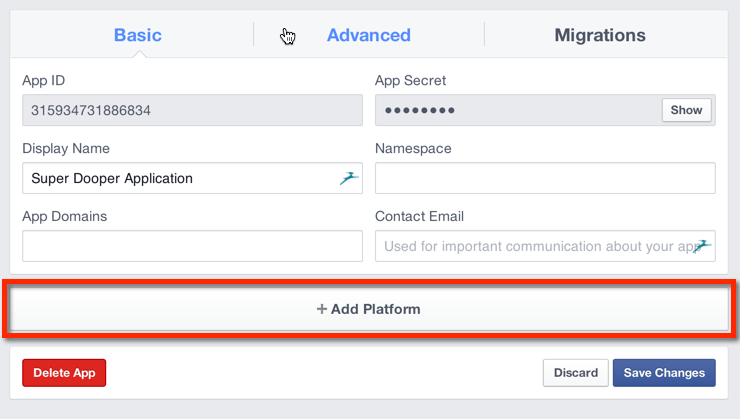 Basic Advanced Migrations
App ID App Secret
315934731886834 ●●●●●●●● Show
Display Name Namespace
Super Dooper Application
App Domains Contact Email
Used for important communication about your app
+ Add Platform
Delete App Discard Save Changes